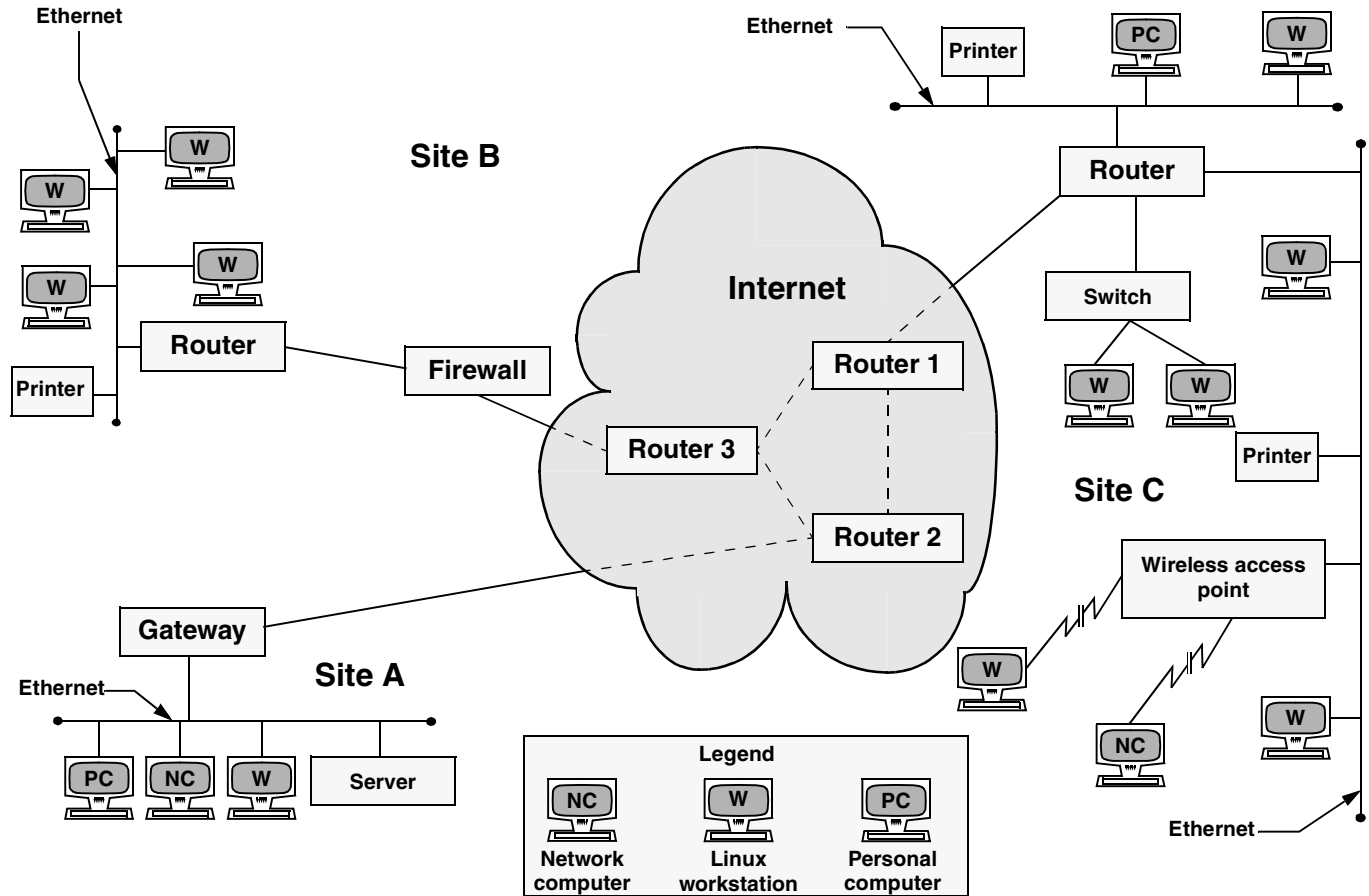 Ethernet
W
W
W
W
Router
Printer
Site B
Firewall
Internet
Router 1
Router 3
Router 2
Ethernet
Printer
PC
W
Router
W
Switch
W
W
Printer
Site C
Wireless access
point
W
NC
W
Ethernet
Gateway
Site A
Ethernet
PC
NC
W
Server
Legend
NC
W
PC
Network
computer
Linux
workstation
Personal
computer